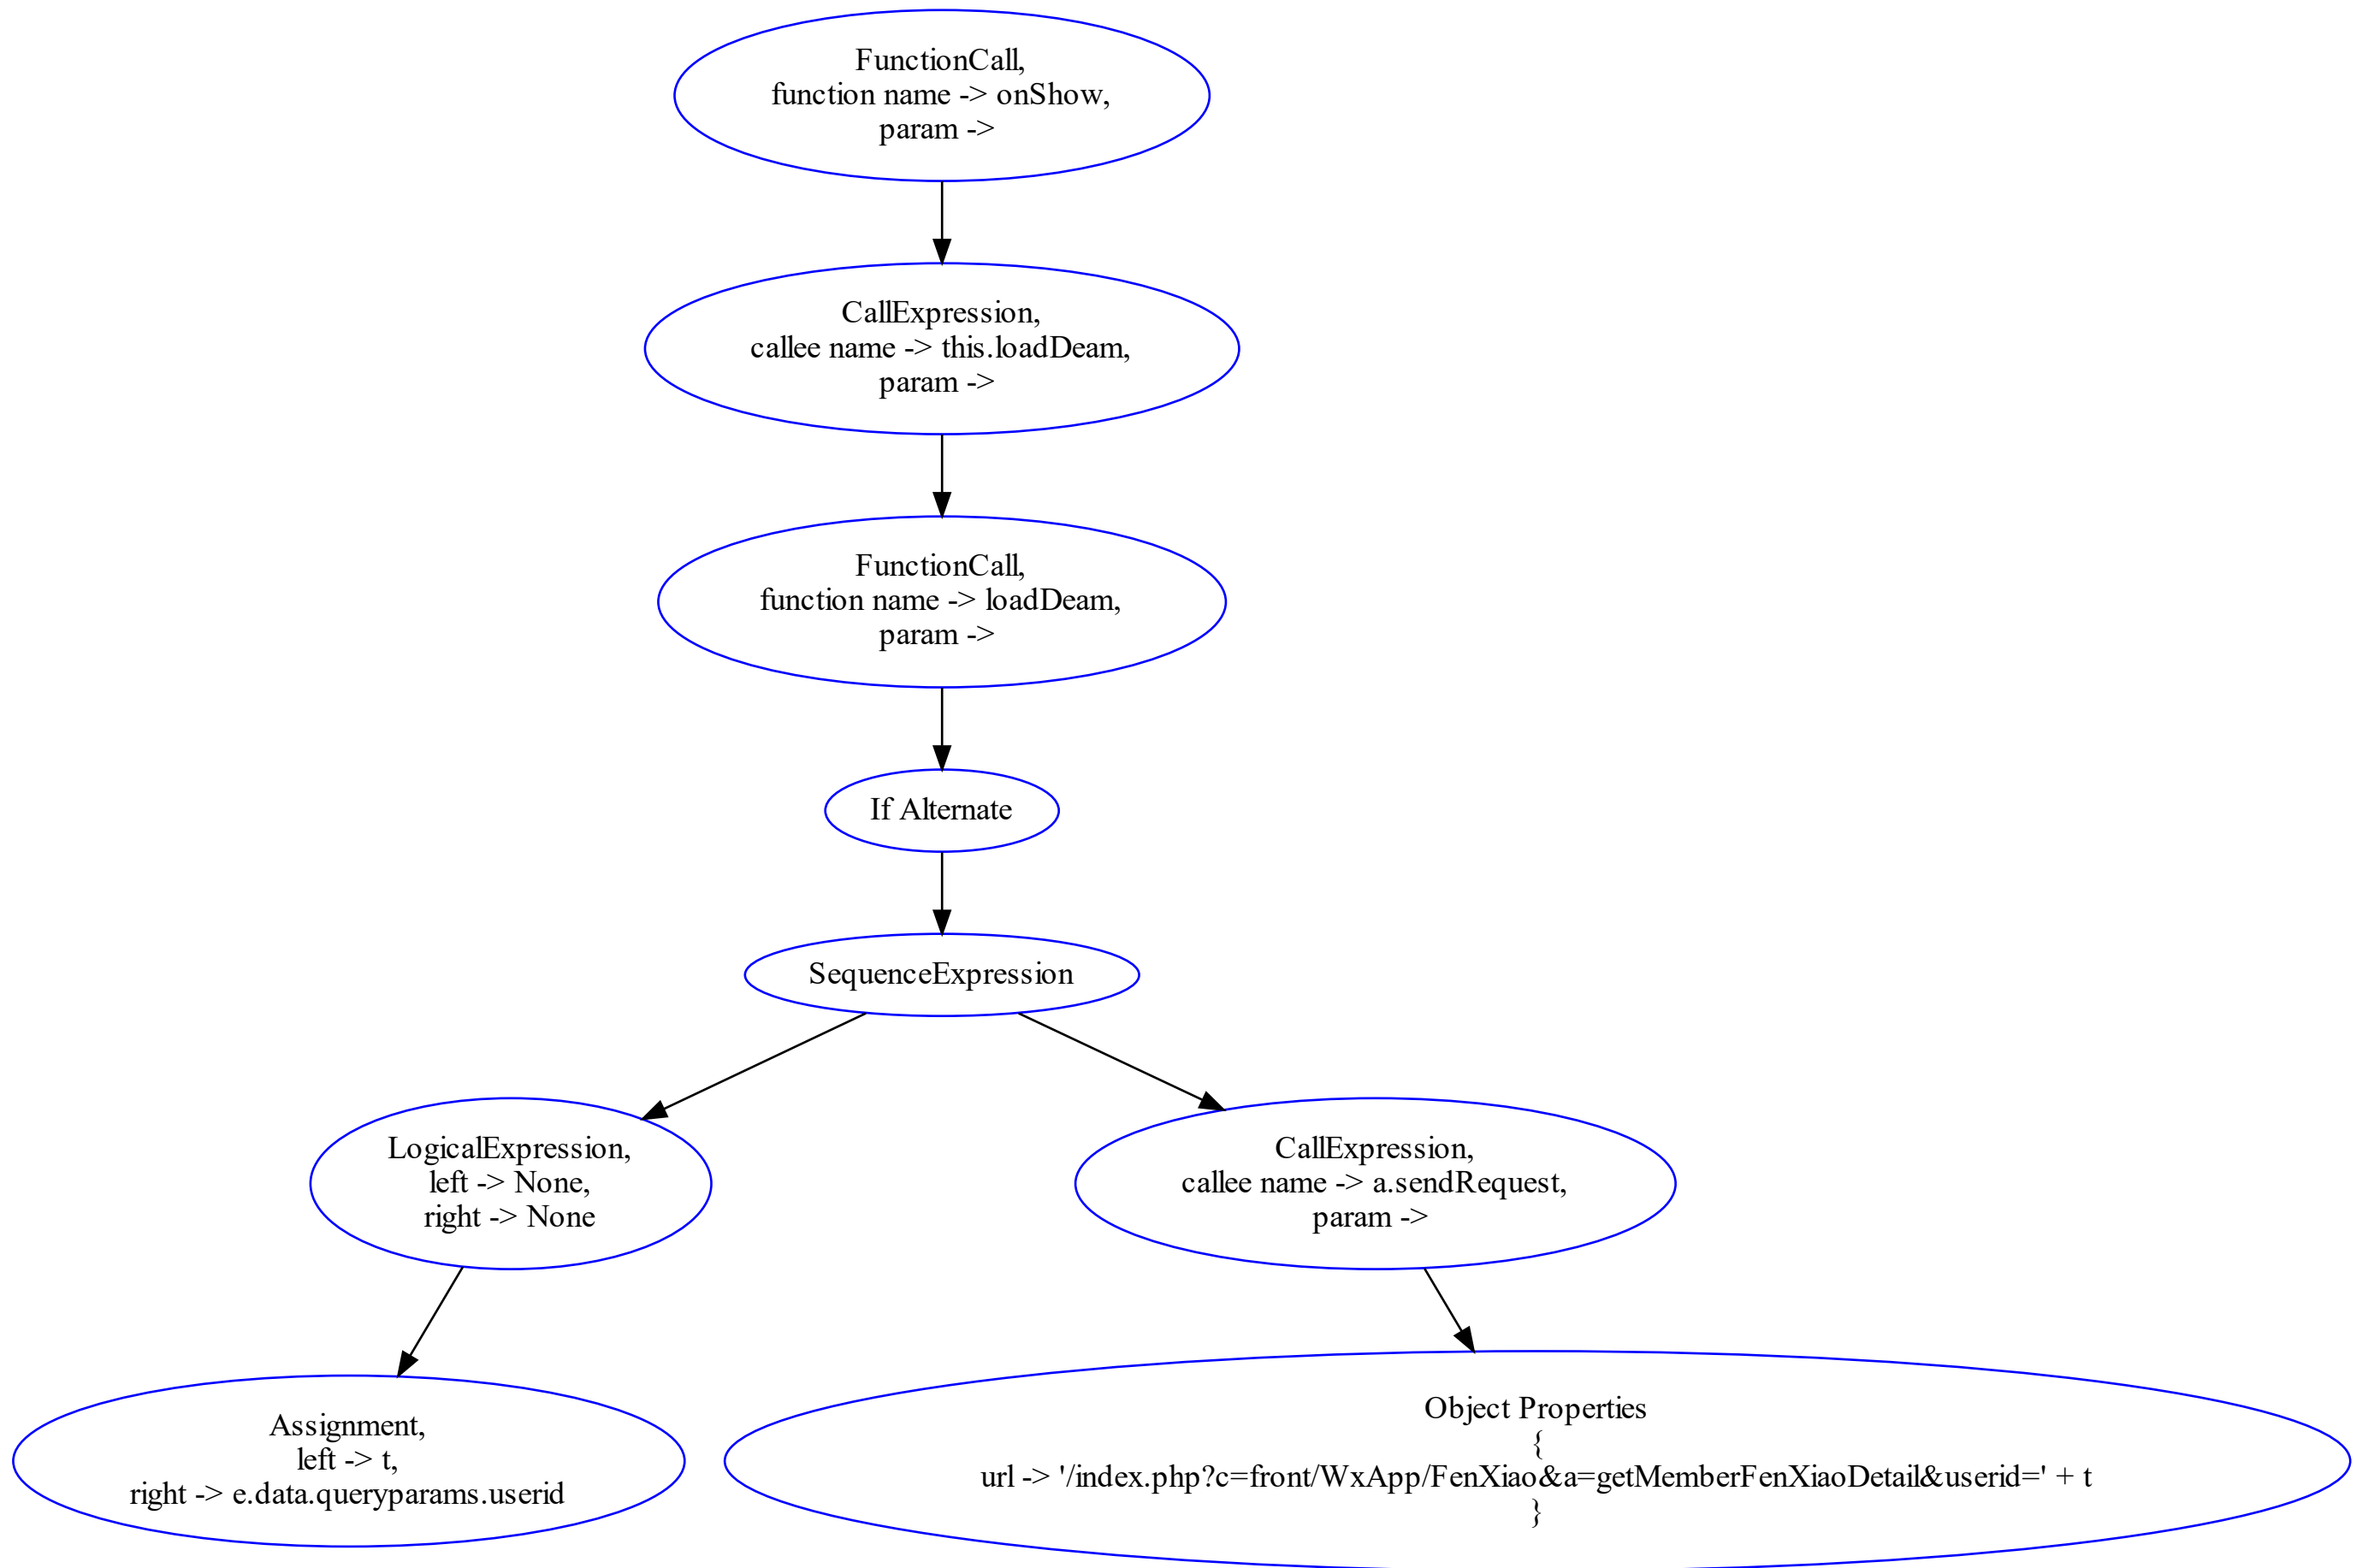 FunctionCall,
function name -> onShow,
param ->
CallExpression,
callee name -> this.loadDeam,
param ->
FunctionCall,
function name -> loadDeam,
param ->
If Alternate
SequenceExpression
LogicalExpression,
left -> None,
right -> None
CallExpression,
callee name -> a.sendRequest,
param ->
Assignment,
left -> t,
right -> e.data.queryparams.userid
Object Properties
{
url -> '/index.php?c=front/WxApp/FenXiao&a=getMemberFenXiaoDetail&userid=' + t
}